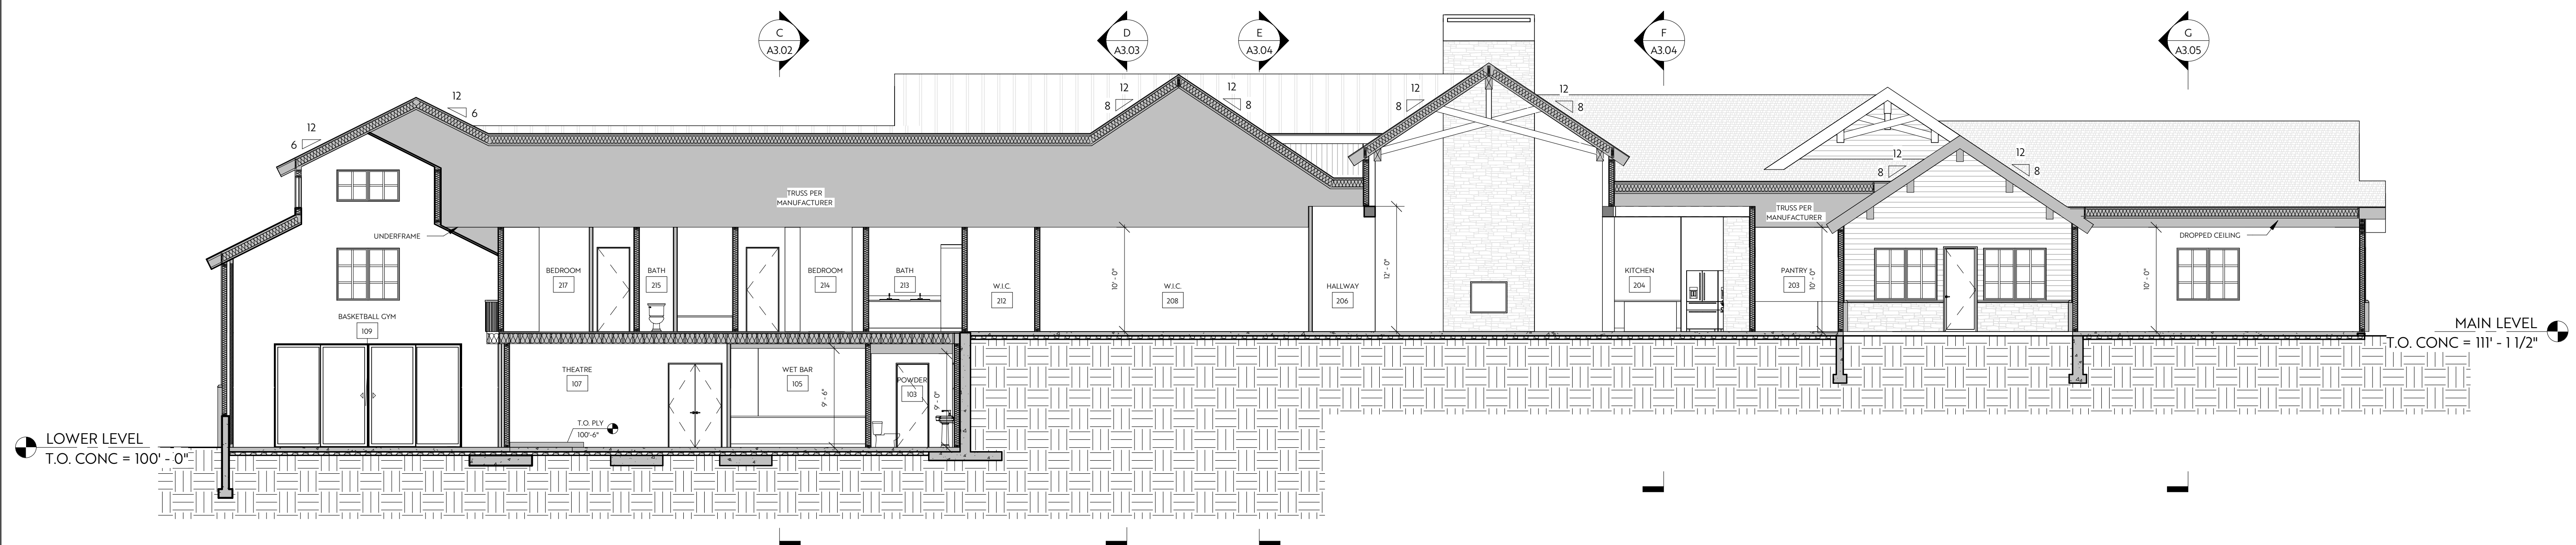 C
A3.02
D
A3.03
E
A3.04
F
A3.04
G
A3.05
12
6
12
6
12
8
12
8
12
8
12
8
12
8
12
8
TRUSS PER
MANUFACTURER
TRUSS PER
MANUFACTURER
UNDERFRAME
DROPPED CEILING
BEDROOM
217
BATH
215
BEDROOM
214
BATH
213
W.I.C.
212
10' - 0"
W.I.C.
208
HALLWAY
206
12' - 0"
KITCHEN
204
PANTRY
203
10' - 0"
10' - 0"
BASKETBALL GYM
109
MAIN LEVEL
T.O. CONC = 111' - 1 1/2"
THEATRE
107
WET BAR
105
9' - 6"
POWDER
103
9' - 0"
T.O. PLY
100'-6"
LOWER LEVEL
T.O. CONC = 100' - 0"